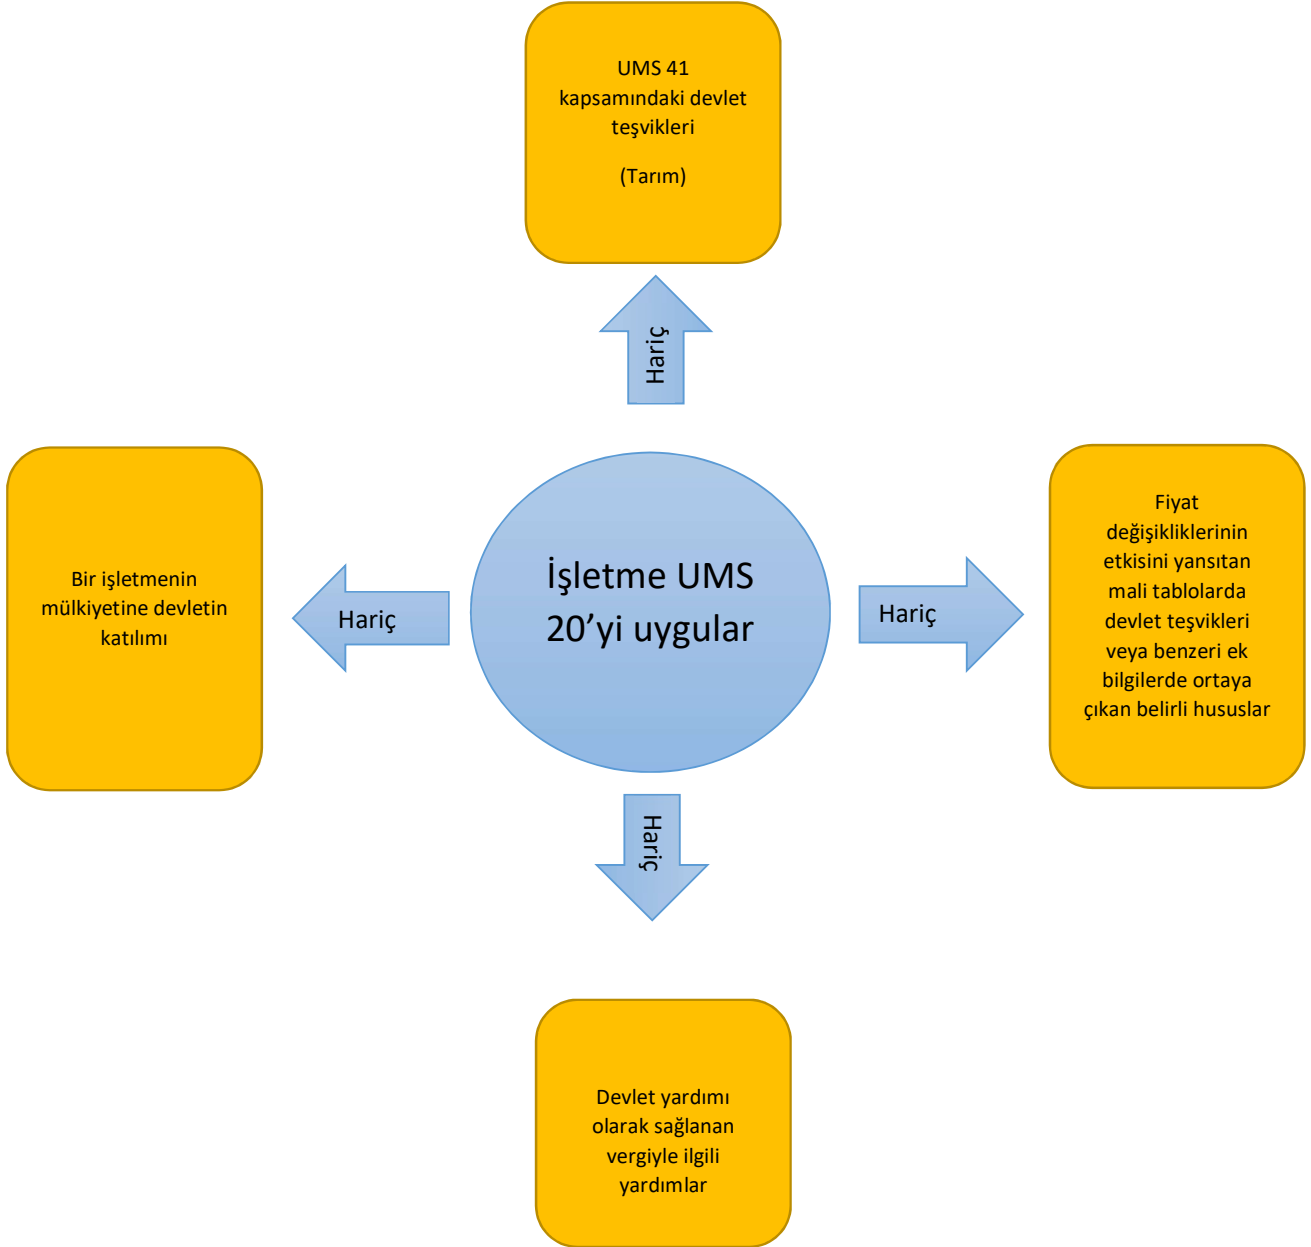 UMS 41
kapsamındaki devlet
teşvikleri
(Tarım)
Hariç
Bir işletmenin
mülkiyetine devletin
katılımı
Hariç
İşletme UMS
20’yi uygular
Hariç
Fiyat
değişikliklerinin
etkisini yansıtan
mali tablolarda
devlet teşvikleri
veya benzeri ek
bilgilerde ortaya
çıkan belirli hususlar
Hariç
Devlet yardımı
olarak sağlanan
vergiyle ilgili
yardımlar